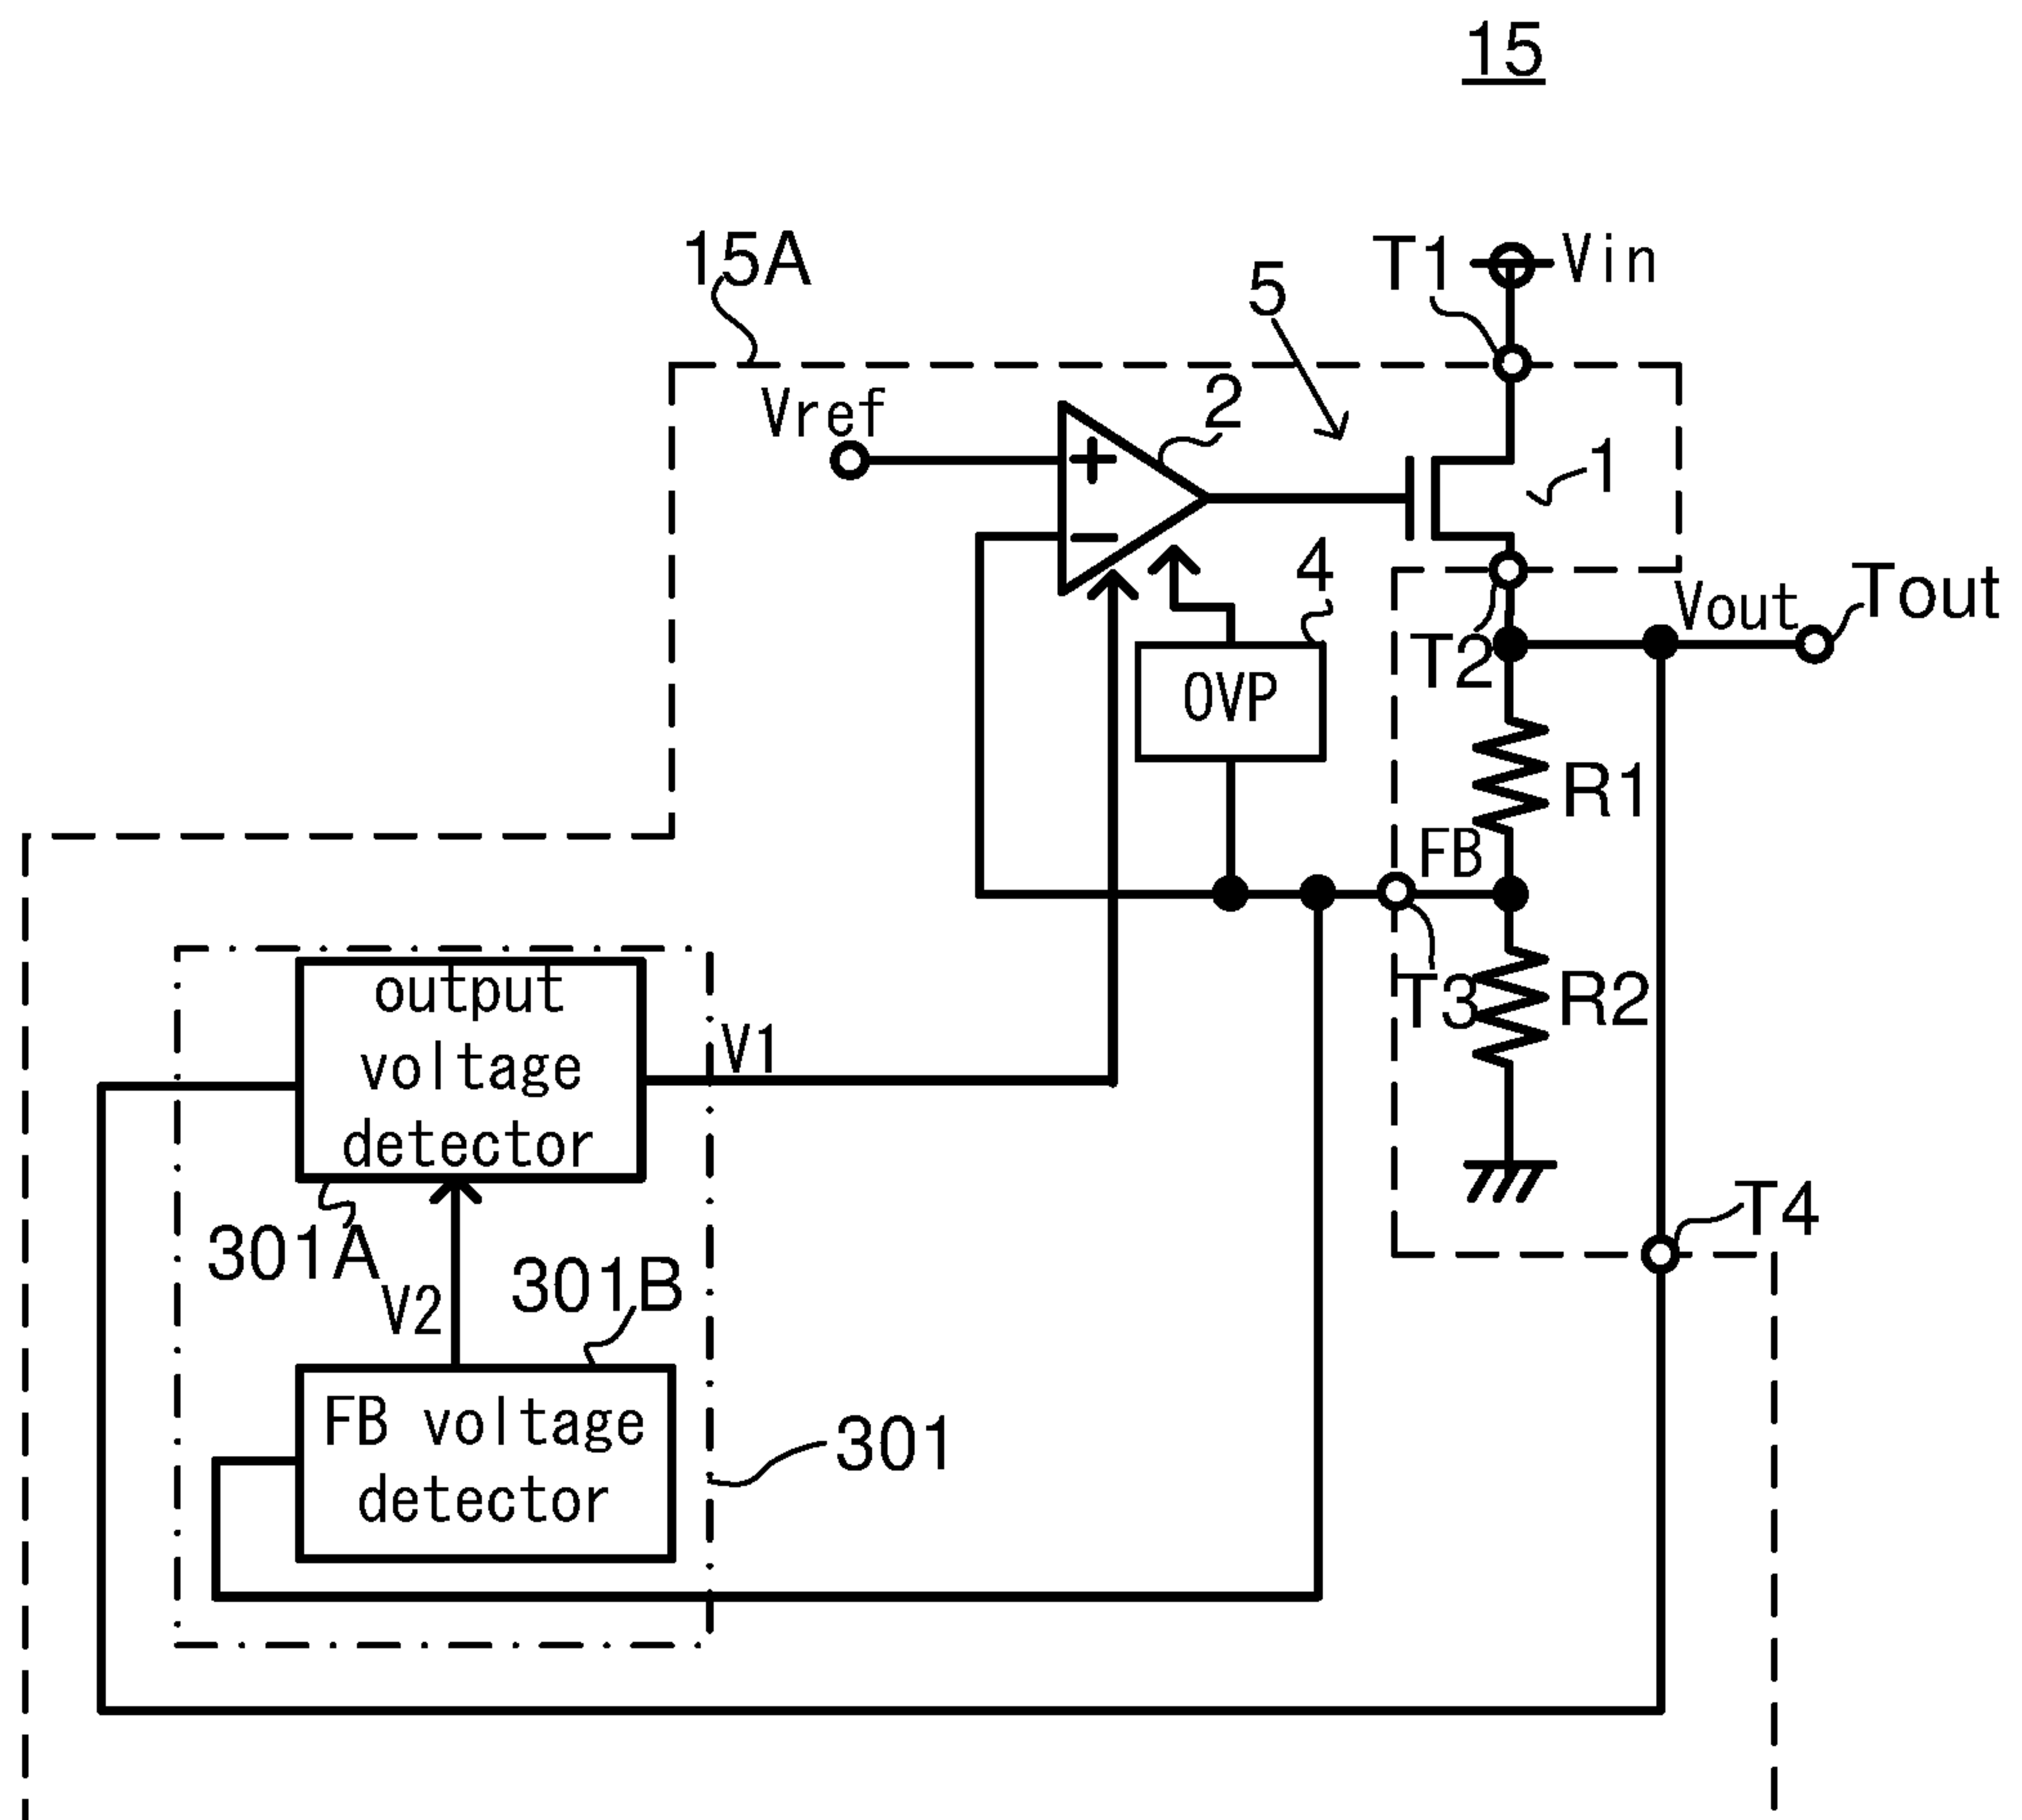 15
15A
5
T1
Vin
Vref
2
+
1
−
4
Vout
Tout
T2
OVP
R1
FB
T3
R2
output
voltage
detector
V1
T4
301A
V2
301B
FB voltage
detector
301